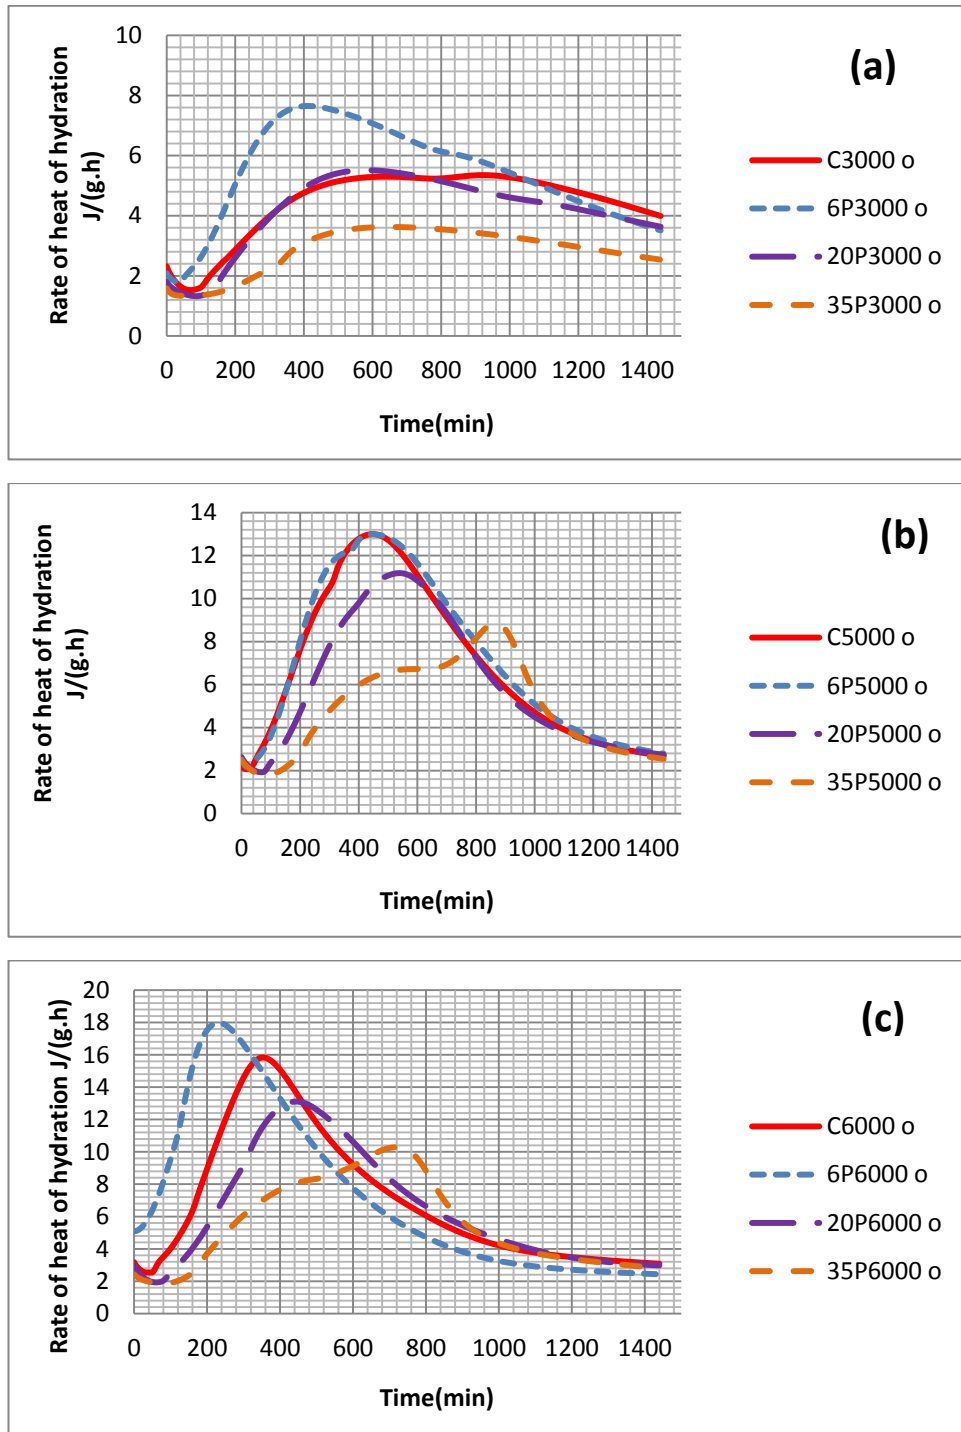 (a)
Rate of heat of hydration
J/(g.h)
10
8
6
4
2
0
0 200 400 600 800 1000 1200 1400
Time(min)
C3000 o
6P3000 o
20P3000 o
35P3000 o
(b)
Rate of heat of hydration
J/(g.h)
14
12
10
8
6
4
2
0
0 200 400 600 800 1000 1200 1400
Time(min)
C5000 o
6P5000 o
20P5000 o
35P5000 o
(c)
Rate of heat of hydration J/(g.h)
20
18
16
14
12
10
8
6
4
2
0
0 200 400 600 800 1000 1200 1400
Time(min)
C6000 o
6P6000 o
20P6000 o
35P6000 o